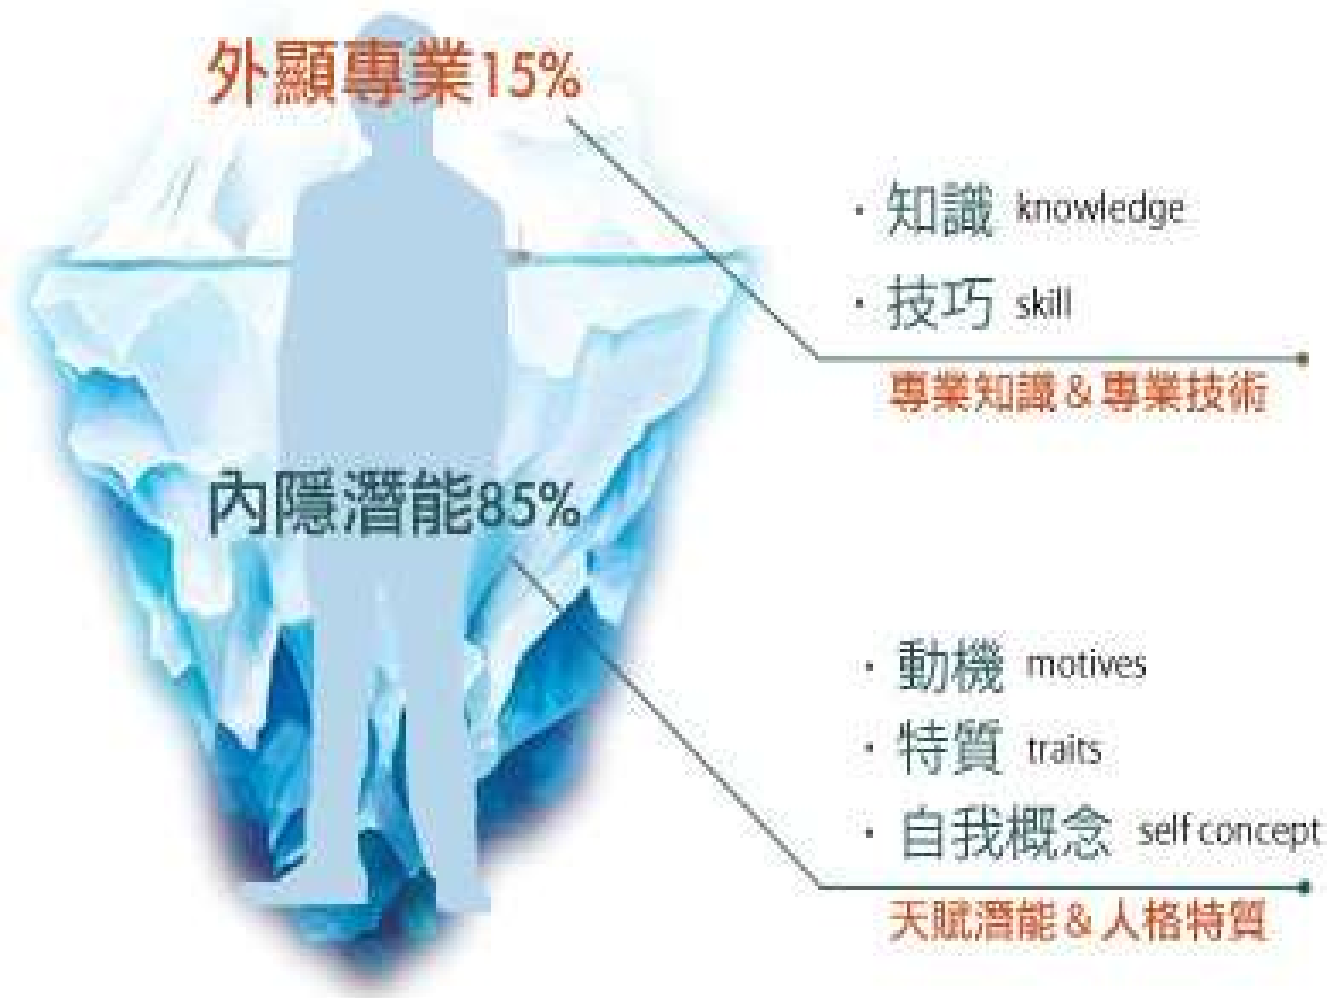 外顯專業15%
・知識 knowledge
・技巧 skill
專業知識&專業技術
內隱潛能85%
・動機 motives
・特質 traits
・自我概念 self concept
天賦潛能&人格特質